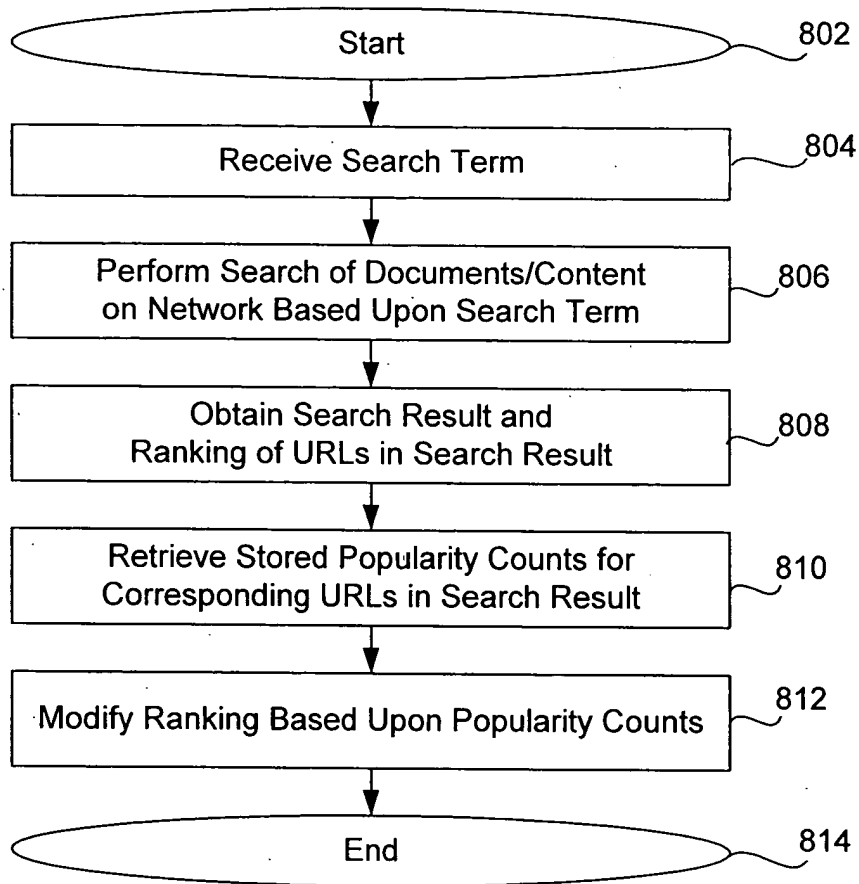 Start
802
Receive Search Term
804
Perform Search of Documents/Content
on Network Based Upon Search Term
806
Obtain Search Result and
Ranking of URLs in Search Result
808
Retrieve Stored Popularity Counts for
Corresponding URLs in Search Result
810
Modify Ranking Based Upon Popularity Counts
812
End
814